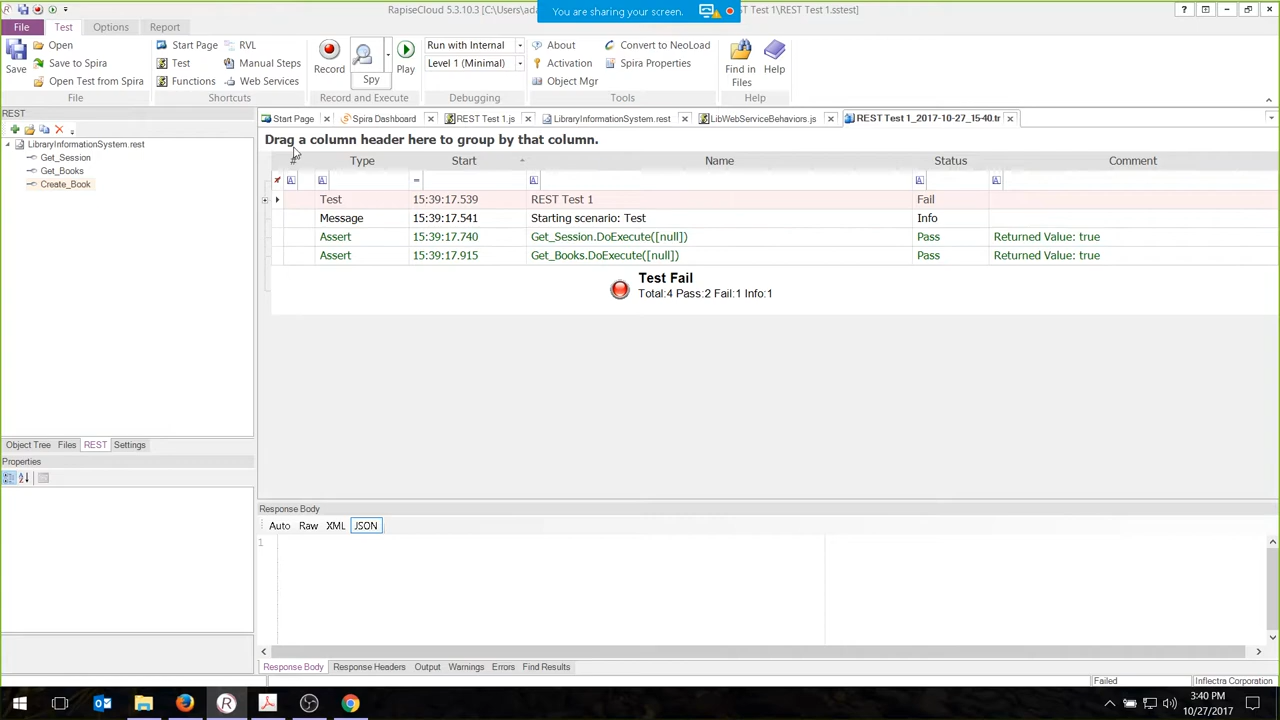 RapiseCloud 5.3.10.3 [C:\Users\ada
You are sharing your screen.
Test 1\REST Test 1.sstest]
File Test Options Report
Save
Open
Save to Spira
Open Test from Spira
File
Start Page
Test
Functions
RVL
Manual Steps
Web Services
Shortcuts
Record
Spy
Play
Record and Execute
Run with Internal
Level 1 (Minimal)
Debugging
About
Activation
Object Mgr
Convert to NeoLoad
Spira Properties
Tools
Find in Files
Help
Help
REST
LibraryInformationSystem.rest
Get_Session
Get_Books
Create_Book
Object Tree Files REST Settings
Properties
Start Page Spira Dashboard REST Test 1.js LibraryInformationSystem.rest LibWebServiceBehaviors.js REST Test 1_2017-10-27_15-40.tr
Drag a column header here to group by that column.
# Type Start Name Status Comment
=
Test 15:39:17.539 REST Test 1 Fail
Message 15:39:17.541 Starting scenario: Test Info
Assert 15:39:17.740 Get_Session.DoExecute([null]) Pass Returned Value: true
Assert 15:39:17.915 Get_Books.DoExecute([null]) Pass Returned Value: true
Test Fail
Total:4 Pass:2 Fail:1 Info:1
Response Body
Auto Raw XML JSON
1
Response Body Response Headers Output Warnings Errors Find Results
Failed Inflectra Corporation
3:40 PM
10/27/2017